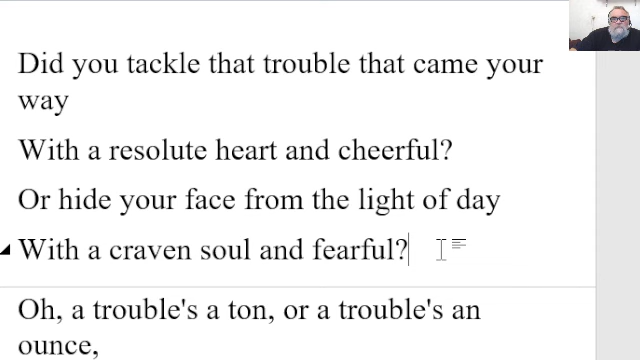 Did you tackle that trouble that came your
way
With a resolute heart and cheerful?
Or hide your face from the light of day
With a craven soul and fearful?
Oh, a trouble's a ton, or a trouble's an
ounce,